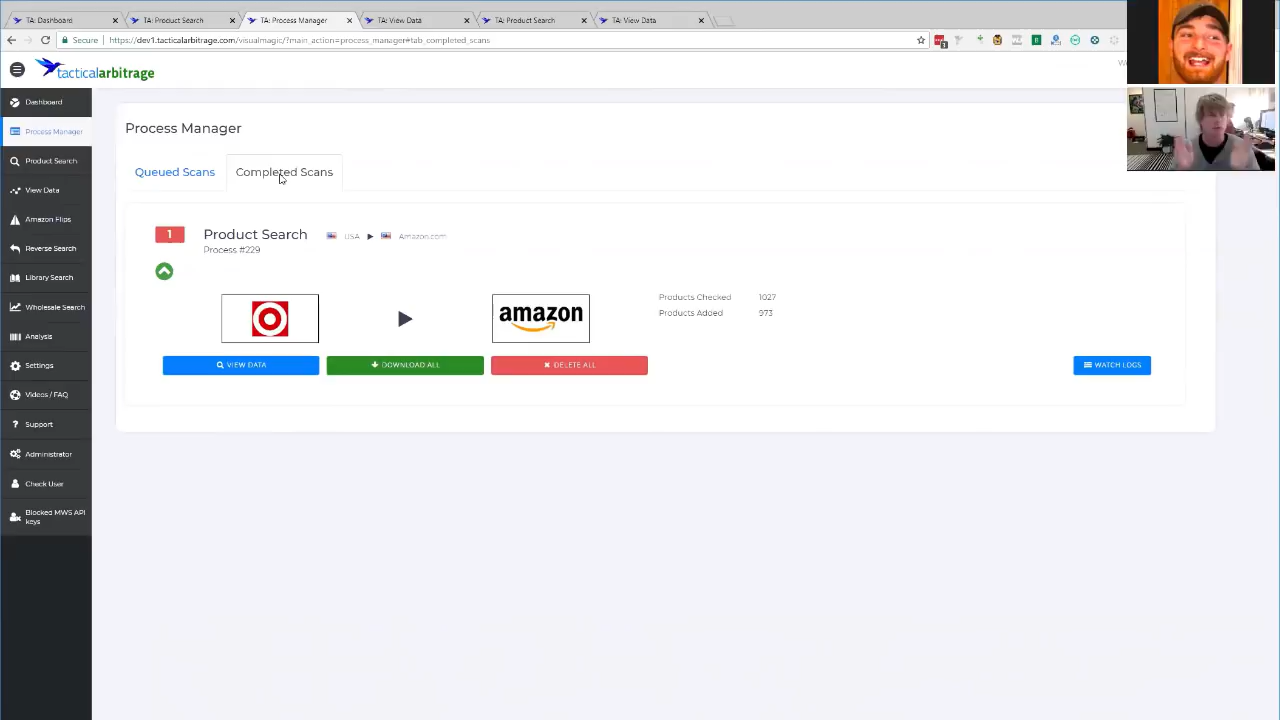 TA: Dashboard
TA: Product Search
TA: Process Manager
TA: View Data
TA: Product Search
TA: View Data
Secure
https://dev1.tacticalarbitrage.com/visualmagic/?main_action=process_manager#tab_completed_scans
tacticalarbitrage
Dashboard
Process Manager
Product Search
View Data
Amazon Flips
Reverse Search
Library Search
Wholesale Search
Analysis
Settings
Videos / FAQ
Support
Administrator
Check User
Blocked MWS API
keys
Process Manager
Queued Scans
Completed Scans
1
Product Search
USA
Amazon.com
Process #229
amazon
Products Checked 1027
Products Added 973
VIEW DATA
DOWNLOAD ALL
DELETE ALL
WATCH LOGS